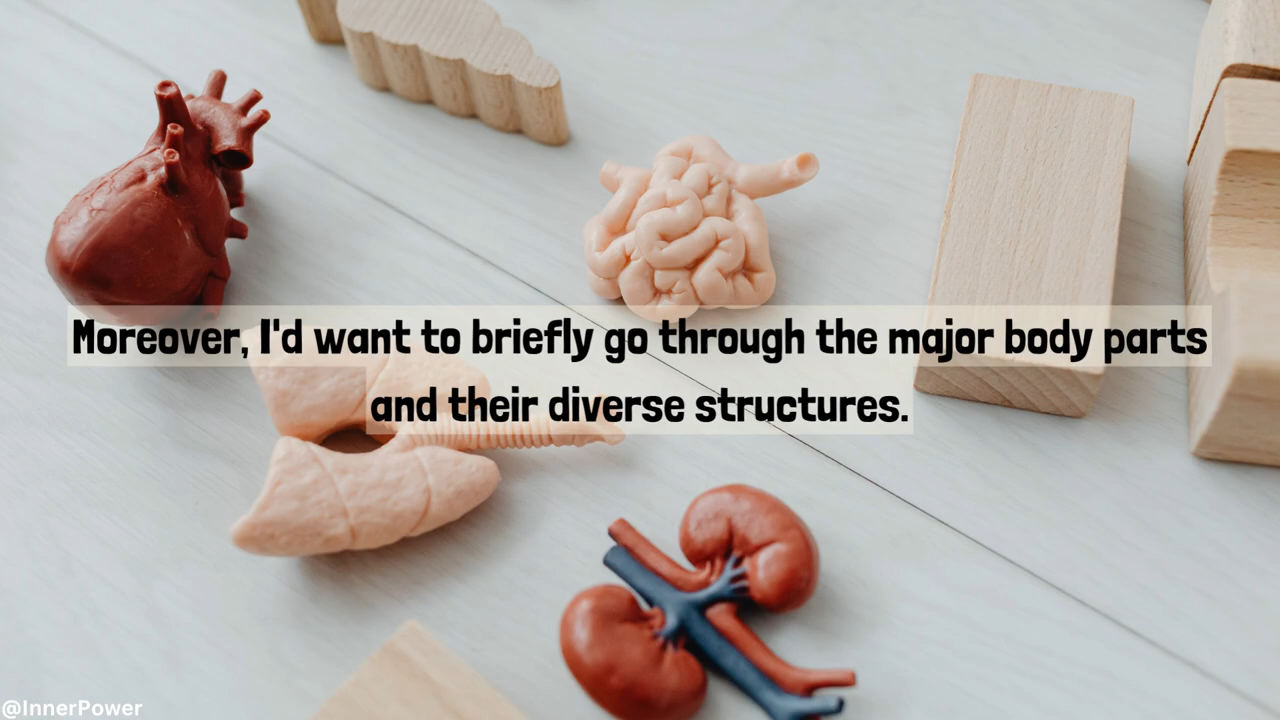 Moreover, I'd want to briefly go through the major body parts
and their diverse structures.
@InnerPower